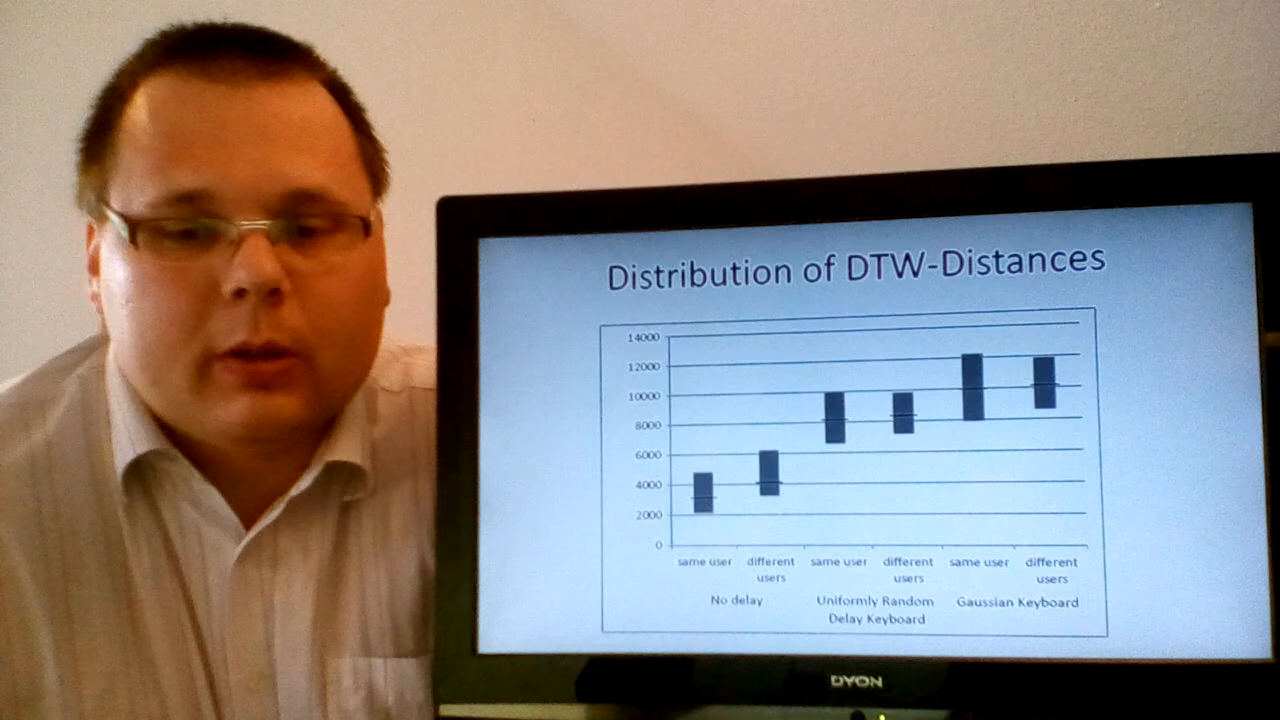 Distribution of DTW-Distances
14000
12000
10000
8000
6000
4000
2000
0
same user different users same user different users same user different users
No delay Uniformly Random Delay Keyboard Gaussian Keyboard
DYON